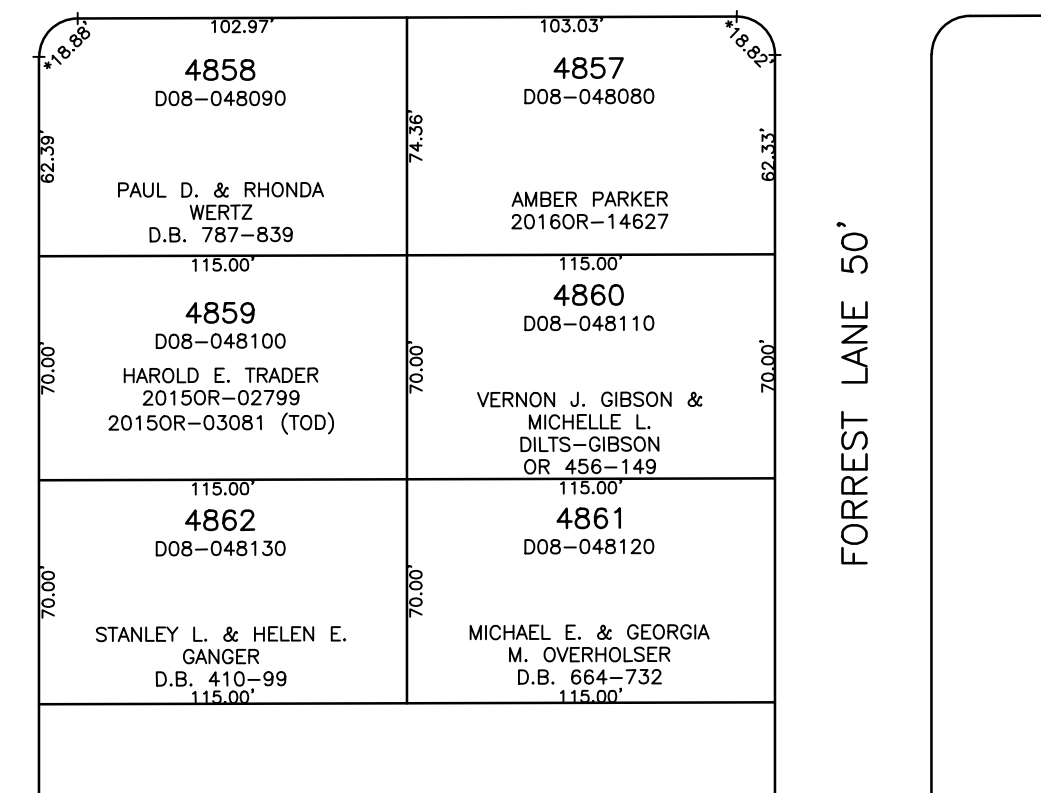 *18.88'
102.97'
103.03'
*18.82'
4858
D08-048090
62.39'
74.36'
PAUL D. & RHONDA
WERTZ
D.B. 787-839
4857
D08-048080
62.33'
AMBER PARKER
2016OR-14627
115.00'
115.00'
4859
D08-048100
70.00'
70.00'
HAROLD E. TRADER
2015OR-02799
2015OR-03081 (TOD)
4860
D08-048110
70.00'
VERNON J. GIBSON &
MICHELLE L.
DILTS-GIBSON
OR 456-149
115.00'
115.00'
4862
D08-048130
70.00'
70.00'
STANLEY L. & HELEN E.
GANGER
D.B. 410-99
115.00'
4861
D08-048120
MICHAEL E. & GEORGIA
M. OVERHOLSER
D.B. 664-732
115.00'
FORREST LANE 50'